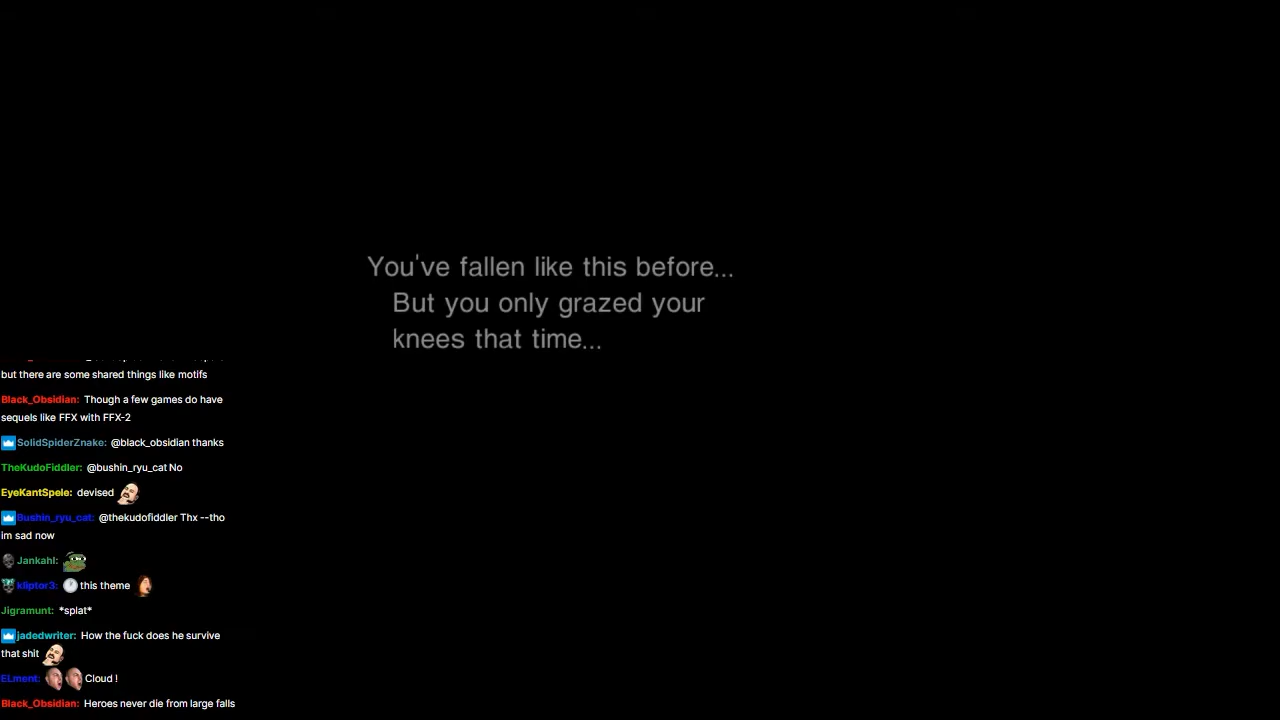 You've fallen like this before...
But you only grazed your
knees that time...
but there are some shared things like motifs
Black_Obsidian: Though a few games do have
sequels like FFX with FFX-2
SolidSpiderZnake: @black_obsidian thanks
TheKudoFiddler: @bushin_ryu_cat No
EyeKantSpele: devised
Bushin_ryu_cat: @thekudofiddler Thx --tho
im sad now
Jankahl:
kliptor3: this theme
Jigramunt: *splat*
jadedwriter: How the fuck does he survive
that shit
ELment: Cloud !
Black_Obsidian: Heroes never die from large falls